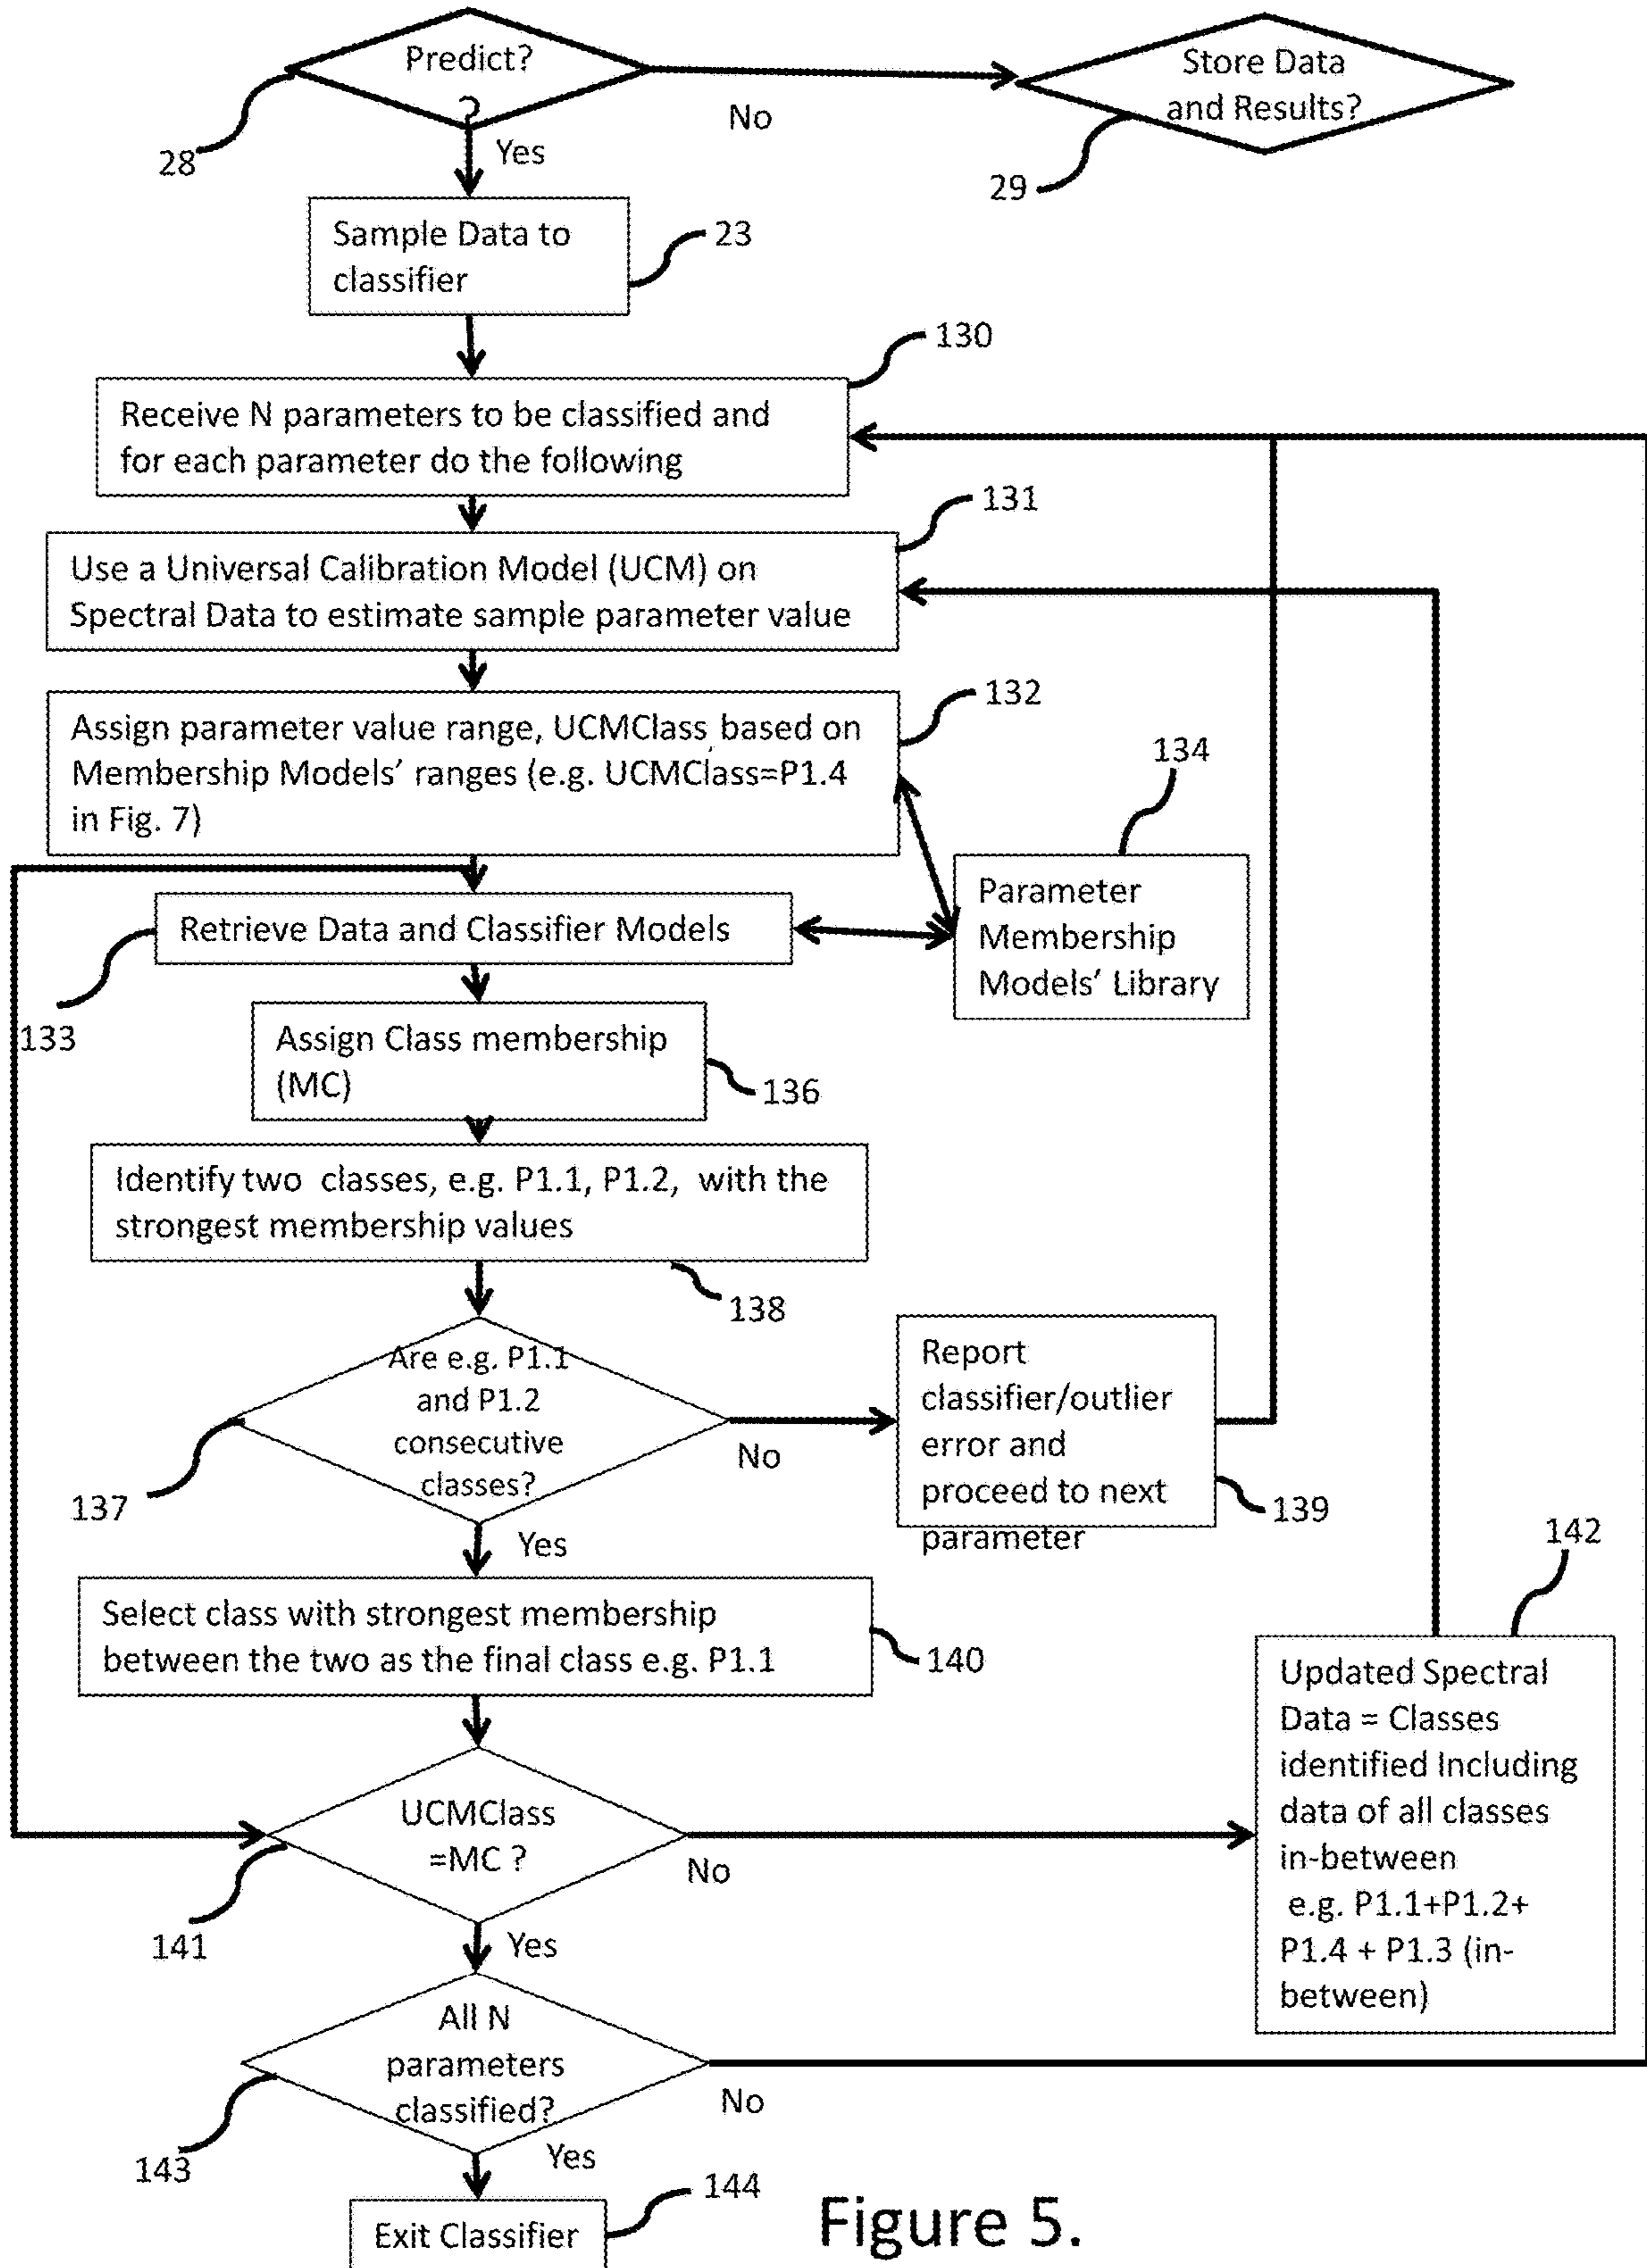 Predict?
?
No
Store Data
and Results?
28
Yes
29
Sample Data to
classifier
23
130
Receive N parameters to be classified and
for each parameter do the following
131
Use a Universal Calibration Model (UCM) on
Spectral Data to estimate sample parameter value
132
Assign parameter value range, UCMClass, based on
Membership Models' ranges (e.g. UCMClass=P1.4
in Fig. 7)
134
Parameter
Membership
Models' Library
Retrieve Data and Classifier Models
133
Assign Class membership
(MC)
136
Identify two classes, e.g. P1.1, P1.2, with the
strongest membership values
138
Are e.g. P1.1
and P1.2
consecutive
classes?
No
137
Yes
Report
classifier/outlier
error and
proceed to next
parameter
139
142
Select class with strongest membership
between the two as the final class e.g. P1.1
140
Updated Spectral
Data = Classes
identified Including
data of all classes
in-between
e.g. P1.1+P1.2+
P1.4 + P1.3 (in-
between)
UCMClass
=MC ?
No
141
Yes
All N
parameters
classified?
No
143
Yes
144
Exit Classifier
Figure 5.